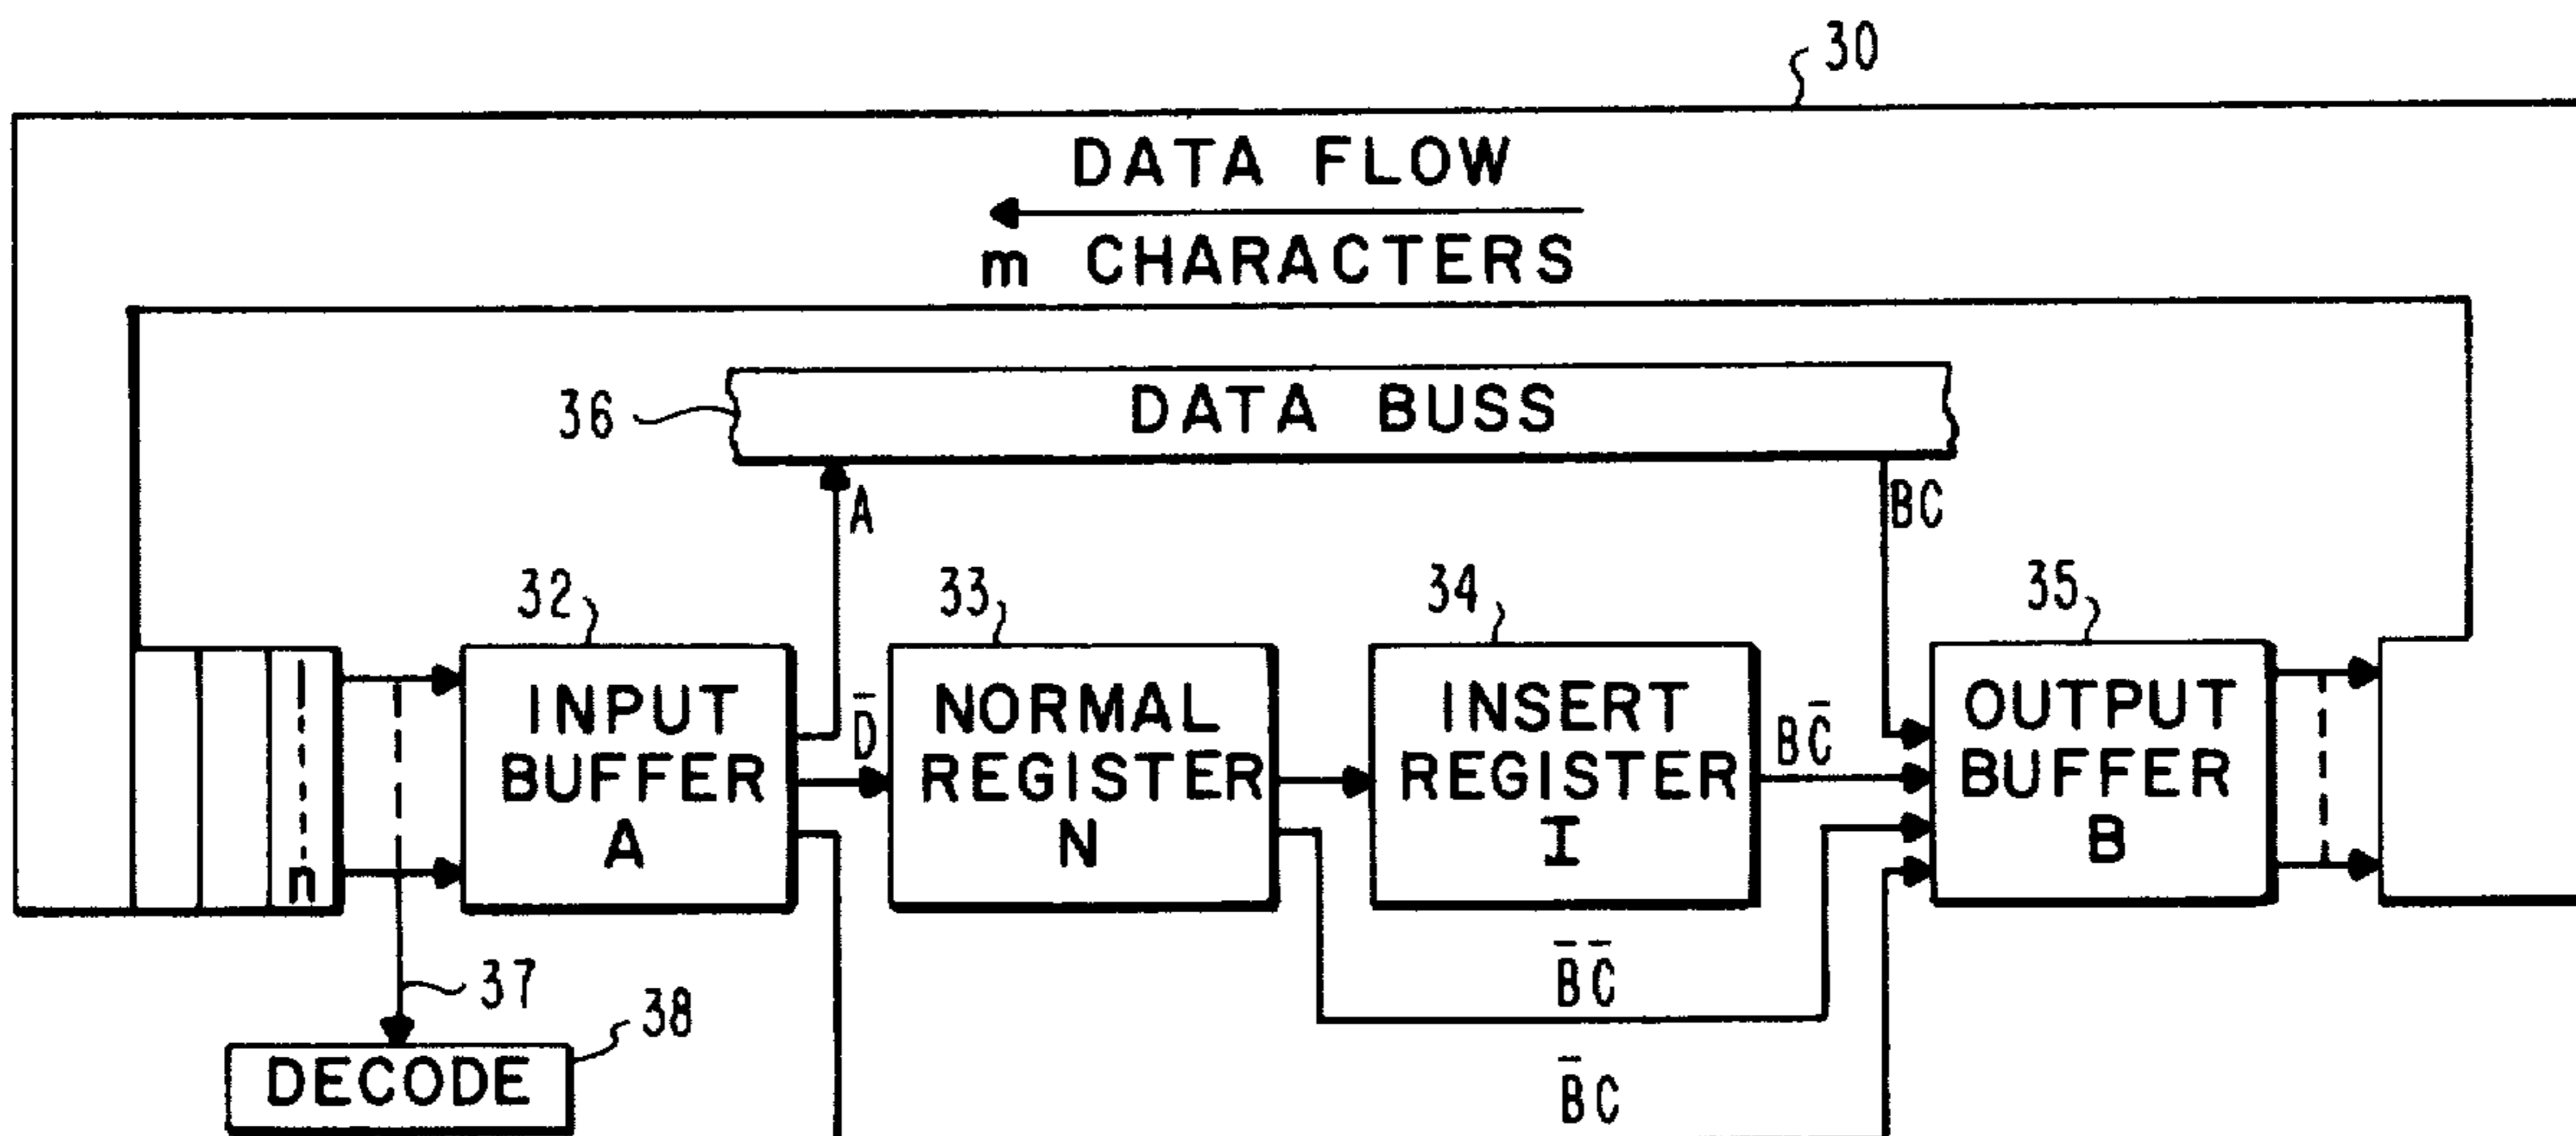 30
DATA FLOW
m CHARACTERS
36
DATA BUSS
A
BC
32
33
34
35
n
INPUT
BUFFER
A
D̄
NORMAL
REGISTER
N
INSERT
REGISTER
I
BC̄
OUTPUT
BUFFER
B
37
38
DECODE
B̄C̄
B̄C